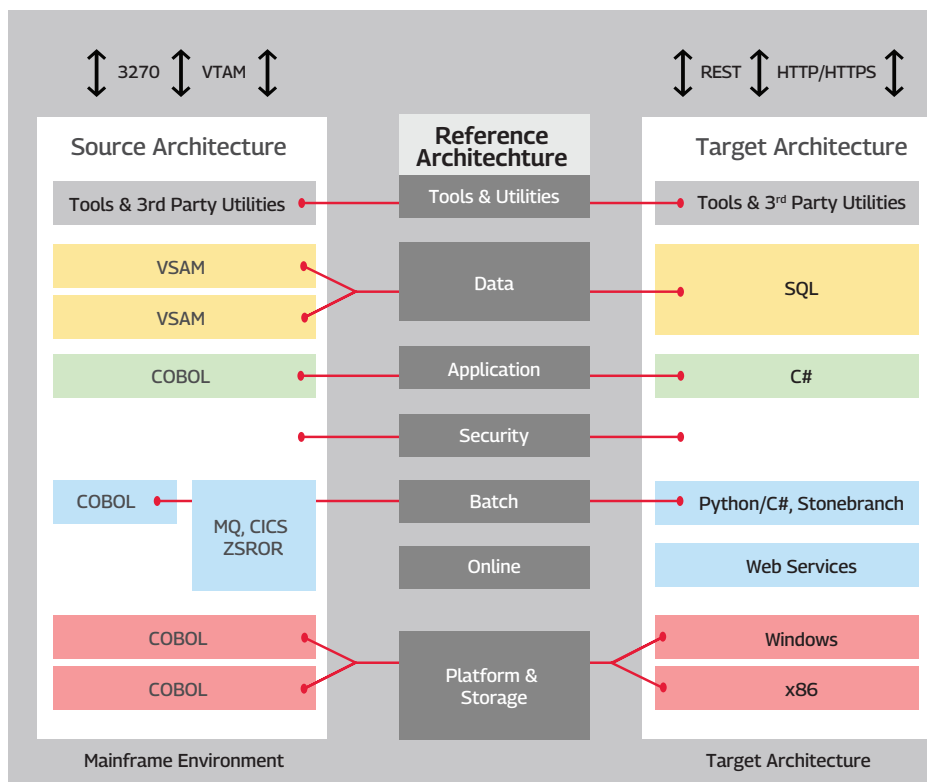 3270 VTAM
REST HTTP/HTTPS
Source Architecture
Reference
Architechture
Target Architecture
Tools & 3rd Party Utilities
Tools & Utilities
Tools & 3rd Party Utilities
VSAM
VSAM
Data
SQL
COBOL
Application
C#
Security
COBOL
MQ, CICS
ZSROR
Batch
Python/C#, Stonebranch
Online
Web Services
COBOL
COBOL
Platform &
Storage
Windows
x86
Mainframe Environment
Target Architecture